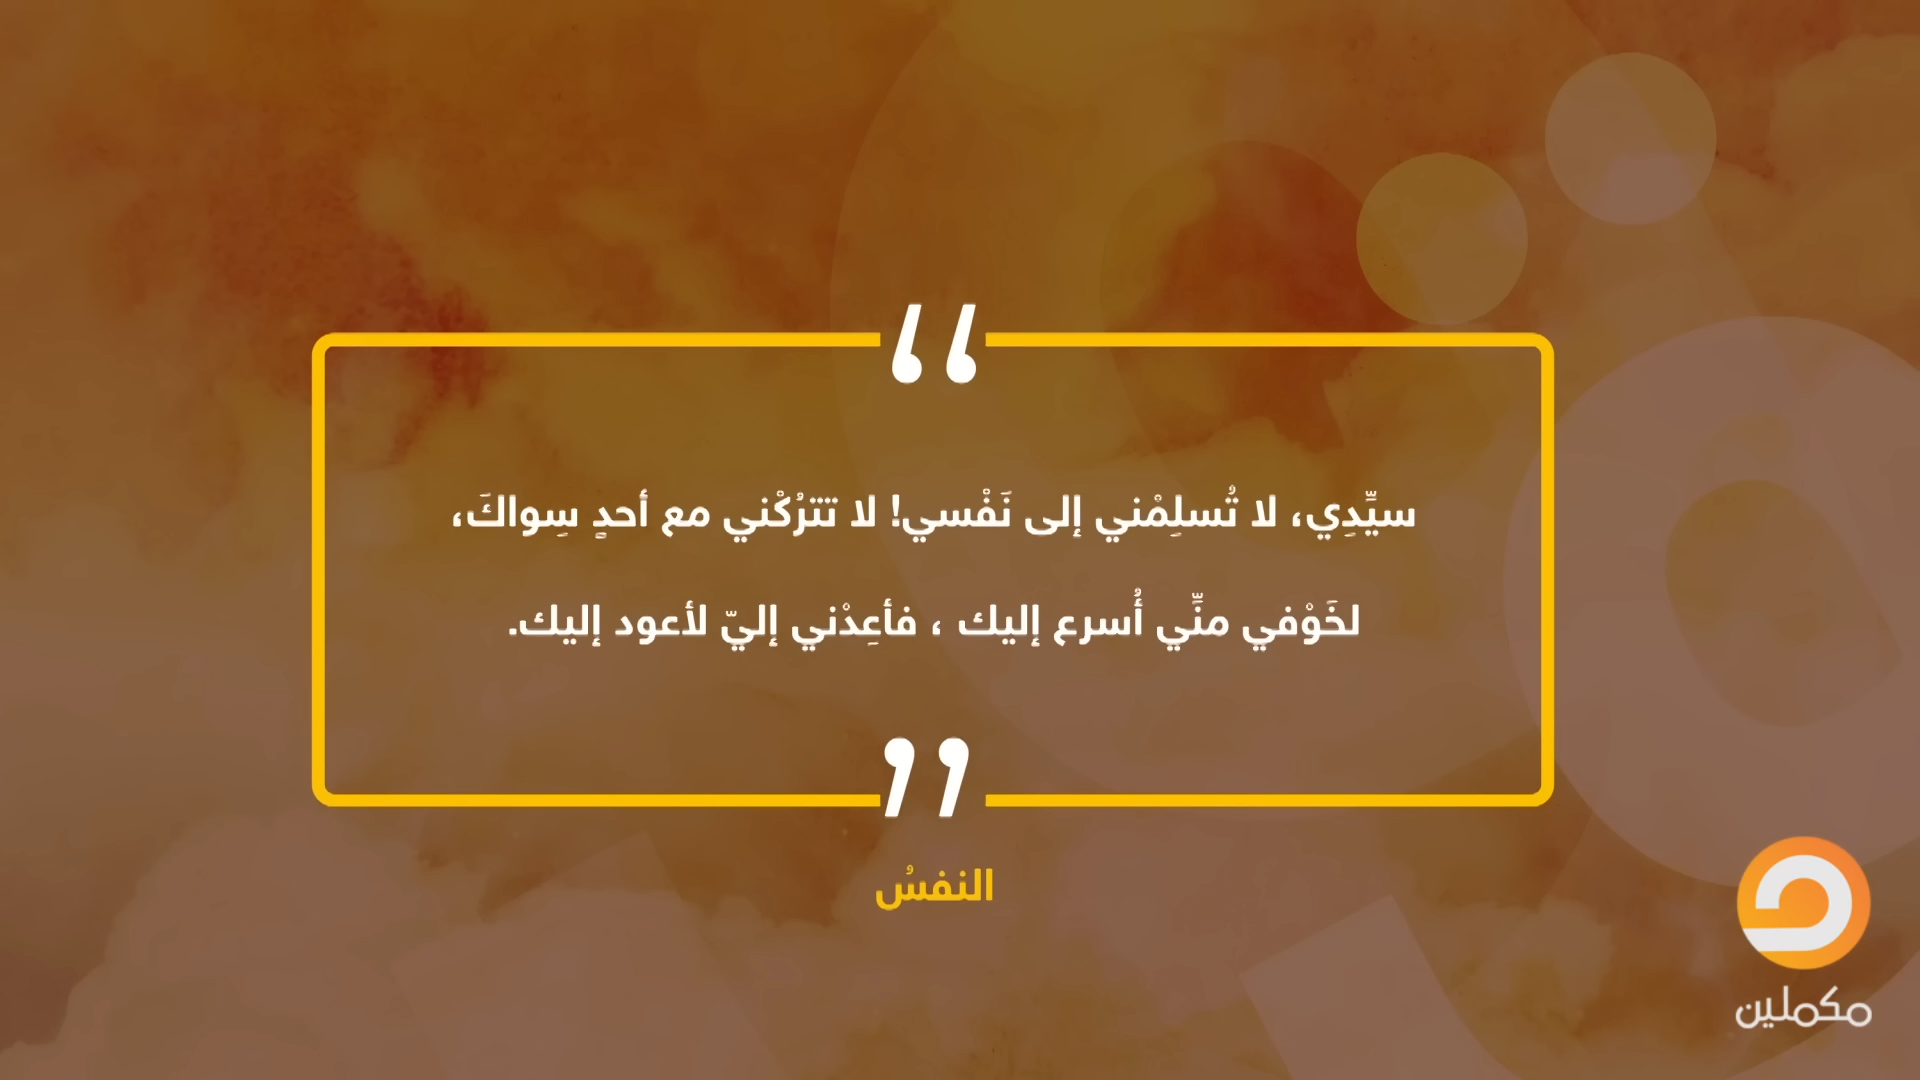 سيِّدِي، لا تُسلِمْني إلى نَفْسي! لا تترُكْني مع أحدٍ سِواكَ،
لخَوْفي منِّي أُسرع إليك ، فأعِدْني إليّ لأعود إليك.
النفسُ
مكملين